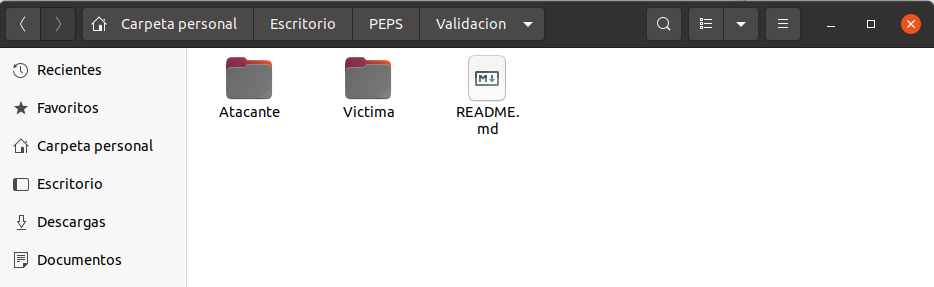 Carpeta personal Escritorio PEPS Validacion
Recientes
Favoritos
Carpeta personal
Escritorio
Descargas
Documentos
Atacante Victima README.
md
M